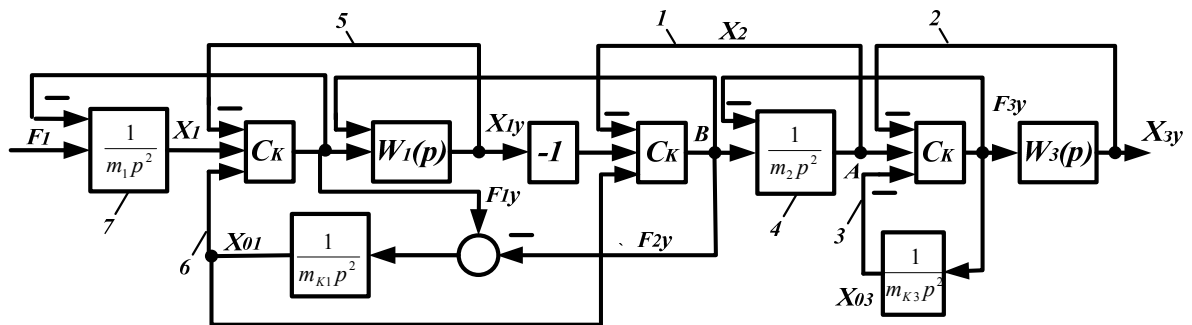 5
1
X2
2
F1
X1
1
m1p²
7
CK
W1(p)
X1y
-1
CK
B
1
m2p²
4
A
CK
F3y
W3(p)
X3y
F1y
F2y
6
X01
1
mK1p²
3
X03
1
mK3p²